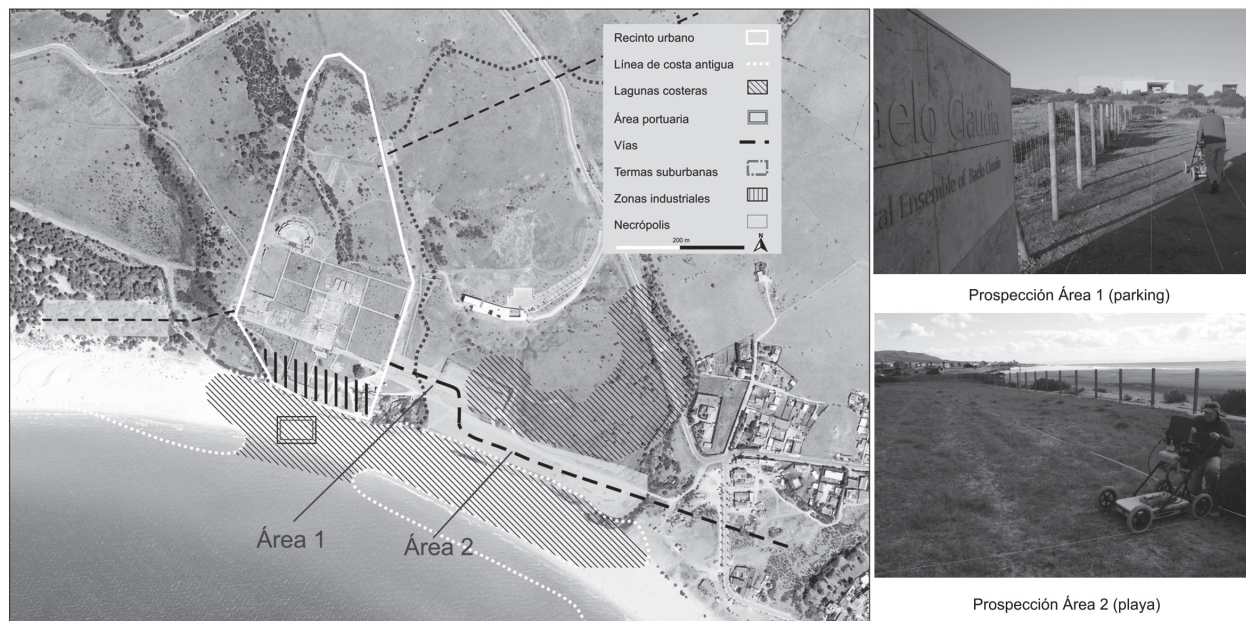 Recinto urbano
Línea de costa antigua
Lagunas costeras
Área portuaria
Vías
Termas suburbanas
Zonas industriales
Necrópolis
200 m
N
Área 1
Área 2
aelo Claudia
ral Ensemble of Baelo Claudia
Prospección Área 1 (parking)
Prospección Área 2 (playa)